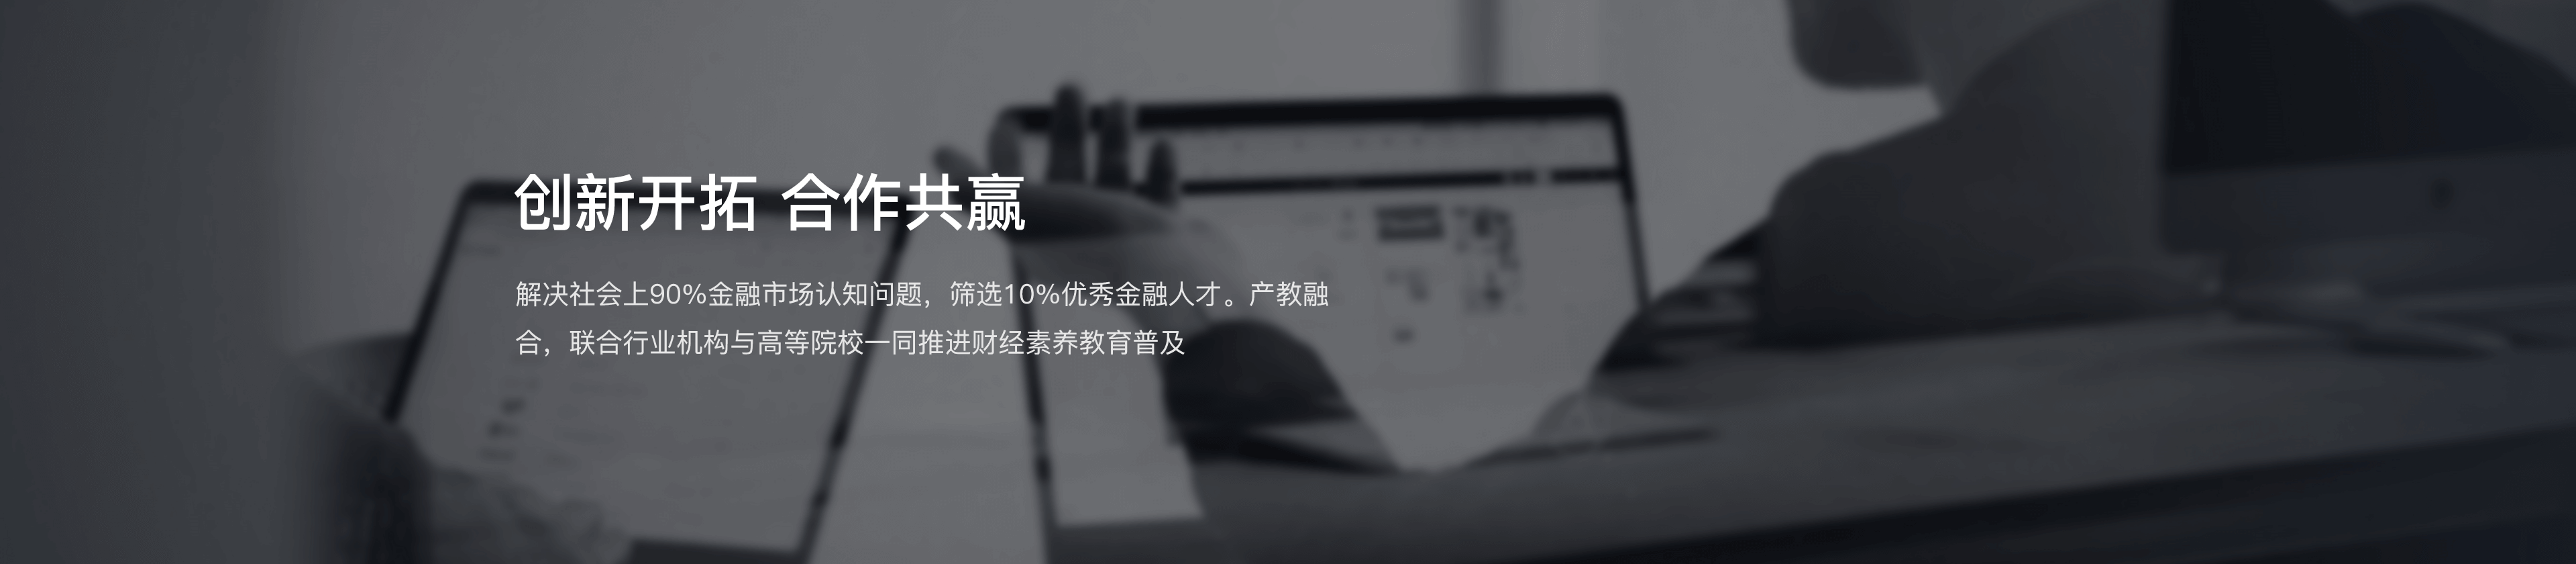 创新开拓 合作共赢
解决社会上90%金融市场认知问题，筛选10%优秀金融人才。产教融
合，联合行业机构与高等院校一同推进财经素养教育普及